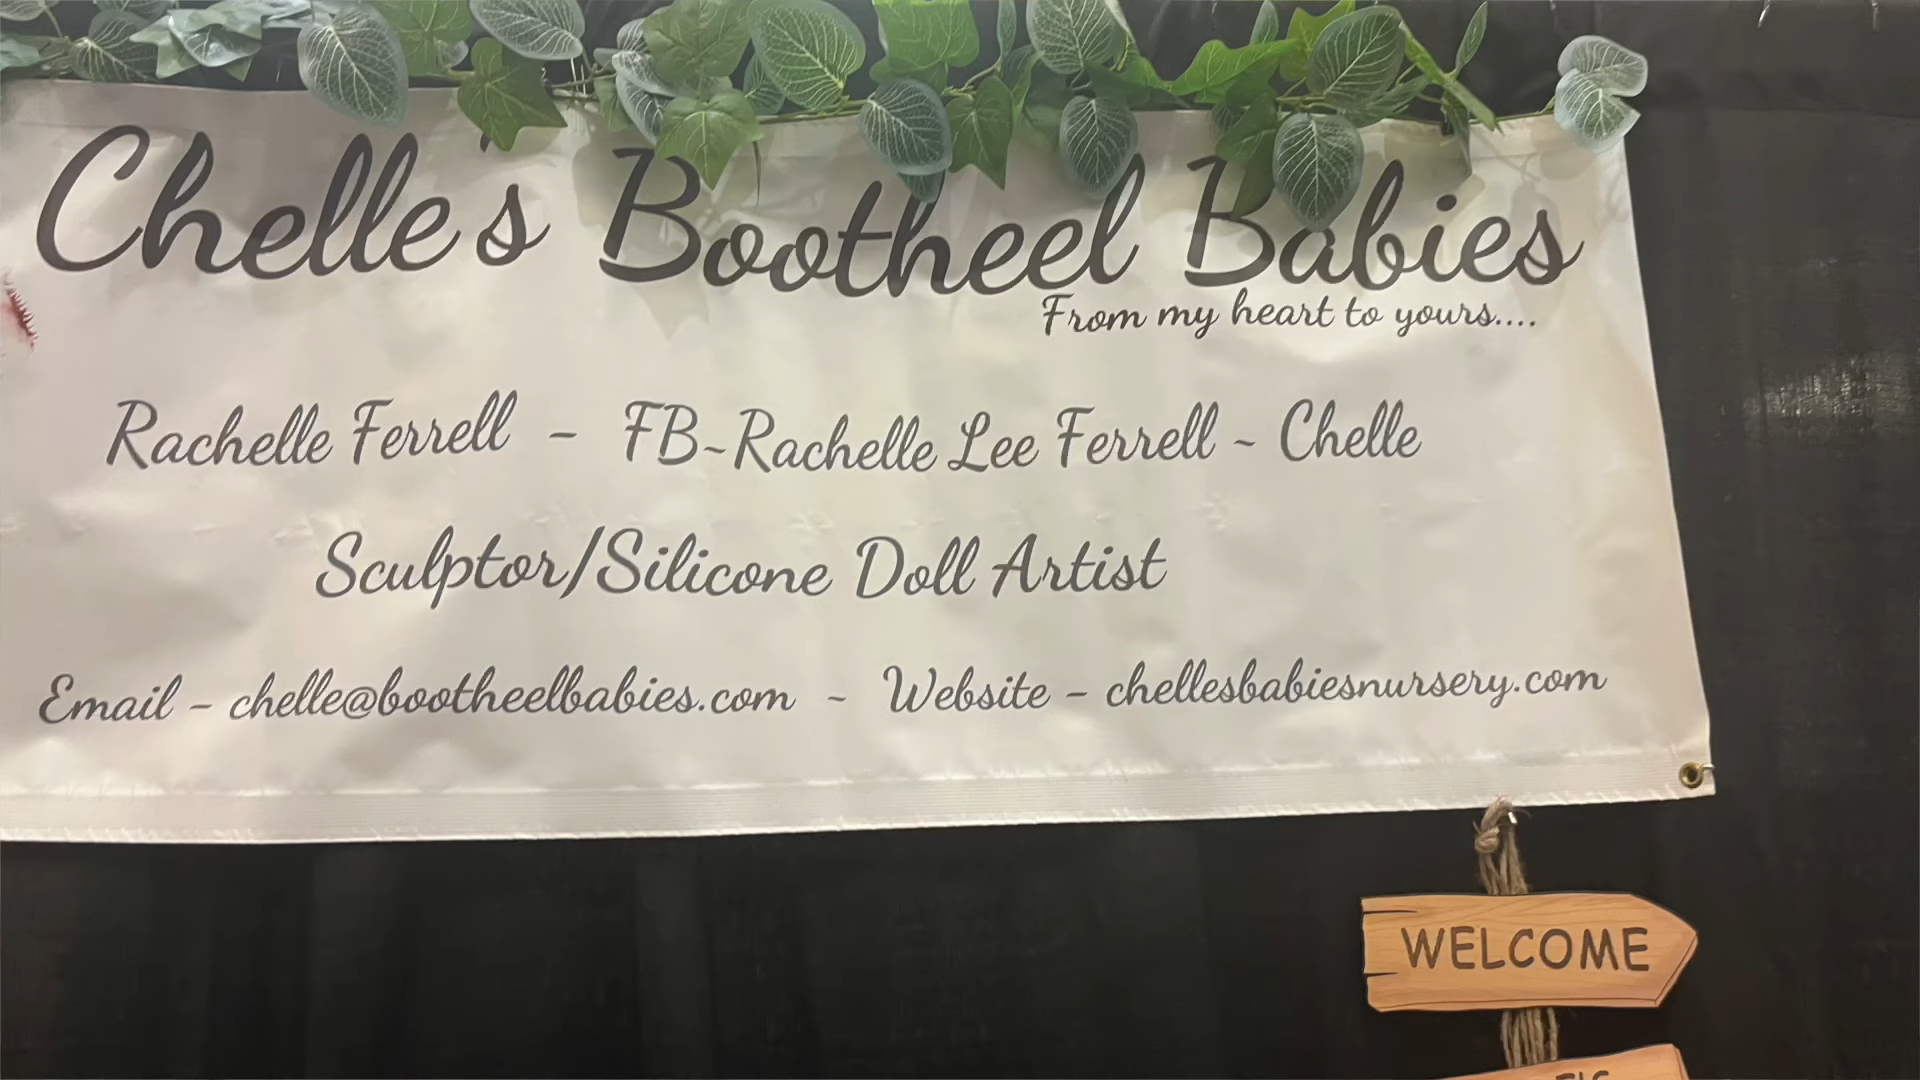 Chelle's Bootheel Babies
From my heart to yours....
Rachelle Ferrell - FB-Rachelle Lee Ferrell - Chelle
Sculptor/Silicone Doll Artist
Email - chelle@bootheelbabies.com - Website - chellesbabiesnursery.com
WELCOME